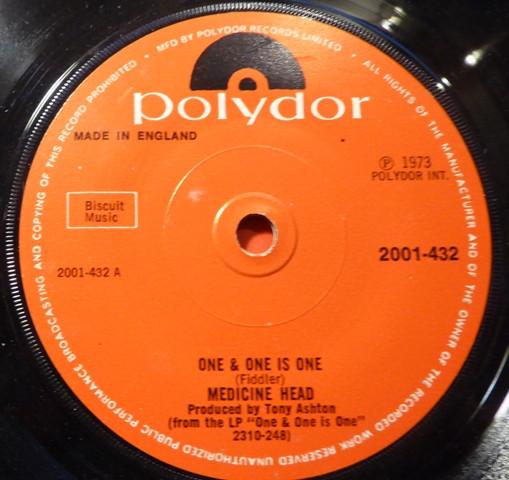 MFD BY POLYDOR RECORDS LIMITED • ALL RIGHTS OF THE MANUFACTURER AND OF THE OWNER OF THE RECORDED WORK RESERVED UNAUTHORIZED PUBLIC PERFORMANCE BROADCASTING AND COPYING OF THIS RECORD PROHIBITED •
polydor
MADE IN ENGLAND
Ⓟ 1973
POLYDOR INT.
Biscuit
Music
2001-432
2001-432 A
ONE & ONE IS ONE
(Fiddler)
MEDICINE HEAD
Produced by Tony Ashton
(from the LP "One & One is One"
2310-248)